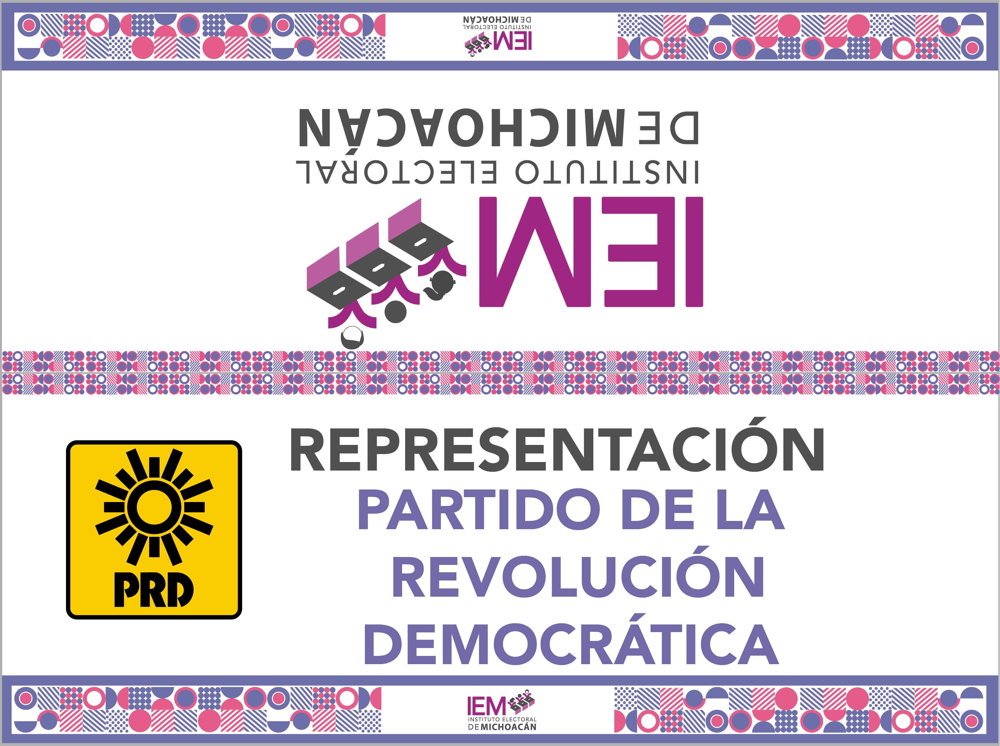 IEM
INSTITUTO ELECTORAL
DE MICHOACÁN
IEM
INSTITUTO ELECTORAL
DE MICHOACÁN
REPRESENTACIÓN
PARTIDO DE LA
REVOLUCIÓN
DEMOCRÁTICA
PRD
IEM
INSTITUTO ELECTORAL
DE MICHOACÁN